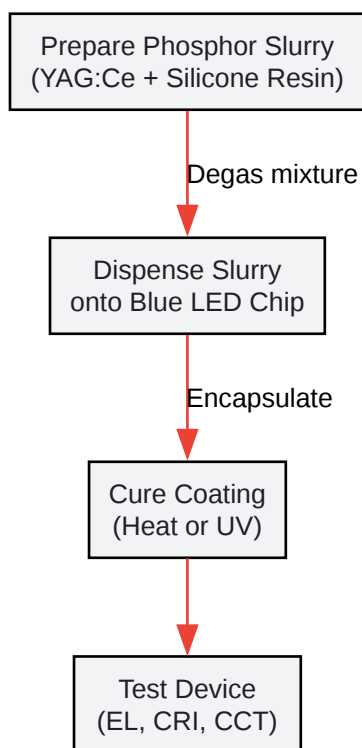 Prepare Phosphor Slurry
(YAG:Ce + Silicone Resin)
Degas mixture
Dispense Slurry
onto Blue LED Chip
Encapsulate
Cure Coating
(Heat or UV)
Test Device
(EL, CRI, CCT)